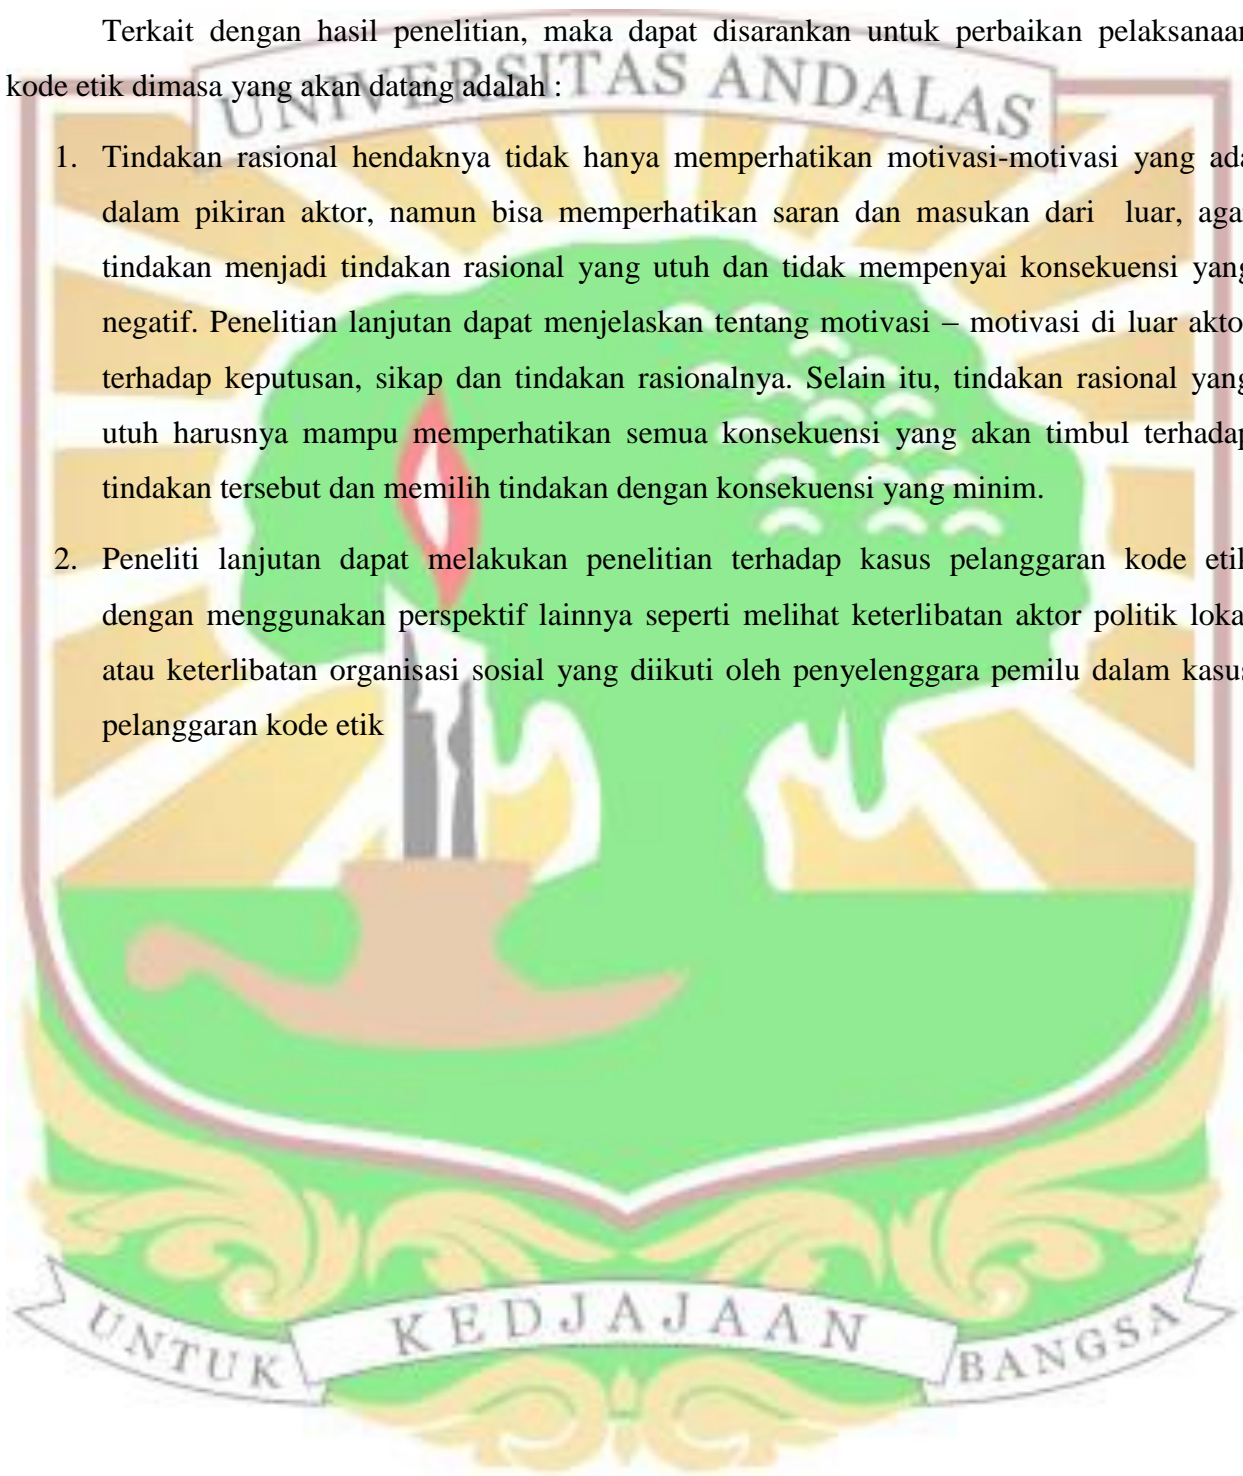 Terkait dengan hasil penelitian, maka dapat disarankan untuk perbaikan pelaksanaan
kode etik dimasa yang akan datang adalah :
UNIVERSITAS ANDALAS
1. Tindakan rasional hendaknya tidak hanya memperhatikan motivasi-motivasi yang ada
dalam pikiran aktor, namun bisa memperhatikan saran dan masukan dari luar, agar
tindakan menjadi tindakan rasional yang utuh dan tidak mempenyai konsekuensi yang
negatif. Penelitian lanjutan dapat menjelaskan tentang motivasi – motivasi di luar aktor
terhadap keputusan, sikap dan tindakan rasionalnya. Selain itu, tindakan rasional yang
utuh harusnya mampu memperhatikan semua konsekuensi yang akan timbul terhadap
tindakan tersebut dan memilih tindakan dengan konsekuensi yang minim.
2. Peneliti lanjutan dapat melakukan penelitian terhadap kasus pelanggaran kode etik
dengan menggunakan perspektif lainnya seperti melihat keterlibatan aktor politik lokal
atau keterlibatan organisasi sosial yang diikuti oleh penyelenggara pemilu dalam kasus
pelanggaran kode etik
UNTUK KEDJAJAAN BANGSA